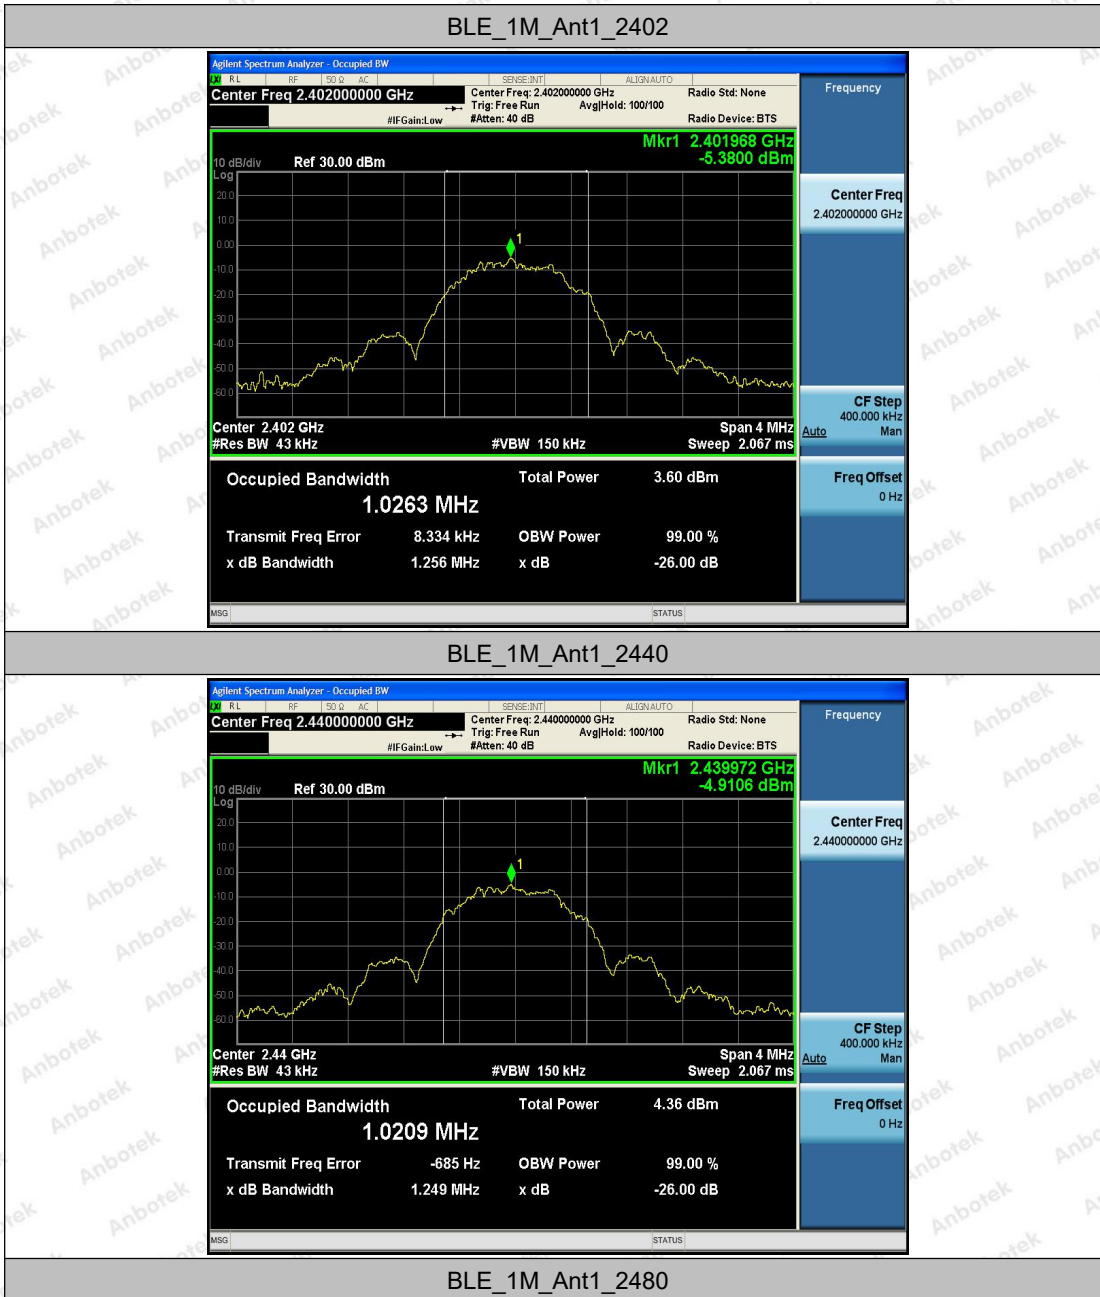 BLE_1M_Ant1_2402
Agilent Spectrum Analyzer - Occupied BW
RL RF 50 Ω AC SENSE:INT ALIGNAUTO
Center Freq 2.402000000 GHz
Center Freq: 2.402000000 GHz Radio Std: None
Trig: Free Run Avg|Hold: 100/100
#IFGain:Low #Atten: 40 dB Radio Device: BTS
Mkr1 2.401968 GHz
-5.3800 dBm
10 dB/div Ref 30.00 dBm
Log
20.0
10.0
0.00
-10.0
-20.0
-30.0
-40.0
-50.0
-60.0
1
Center 2.402 GHz Span 4 MHz
#Res BW 43 kHz #VBW 150 kHz Sweep 2.067 ms
Occupied Bandwidth Total Power 3.60 dBm
1.0263 MHz
Transmit Freq Error 8.334 kHz OBW Power 99.00 %
x dB Bandwidth 1.256 MHz x dB -26.00 dB
MSG STATUS
Frequency
Center Freq
2.402000000 GHz
CF Step
400.000 kHz
Auto Man
Freq Offset
0 Hz
BLE_1M_Ant1_2440
Agilent Spectrum Analyzer - Occupied BW
RL RF 50 Ω AC SENSE:INT ALIGNAUTO
Center Freq 2.440000000 GHz
Center Freq: 2.440000000 GHz Radio Std: None
Trig: Free Run Avg|Hold: 100/100
#IFGain:Low #Atten: 40 dB Radio Device: BTS
Mkr1 2.439972 GHz
-4.9106 dBm
10 dB/div Ref 30.00 dBm
Log
20.0
10.0
0.00
-10.0
-20.0
-30.0
-40.0
-50.0
-60.0
1
Center 2.44 GHz Span 4 MHz
#Res BW 43 kHz #VBW 150 kHz Sweep 2.067 ms
Occupied Bandwidth Total Power 4.36 dBm
1.0209 MHz
Transmit Freq Error -685 Hz OBW Power 99.00 %
x dB Bandwidth 1.249 MHz x dB -26.00 dB
MSG STATUS
Frequency
Center Freq
2.440000000 GHz
CF Step
400.000 kHz
Auto Man
Freq Offset
0 Hz
BLE_1M_Ant1_2480
Anbotek